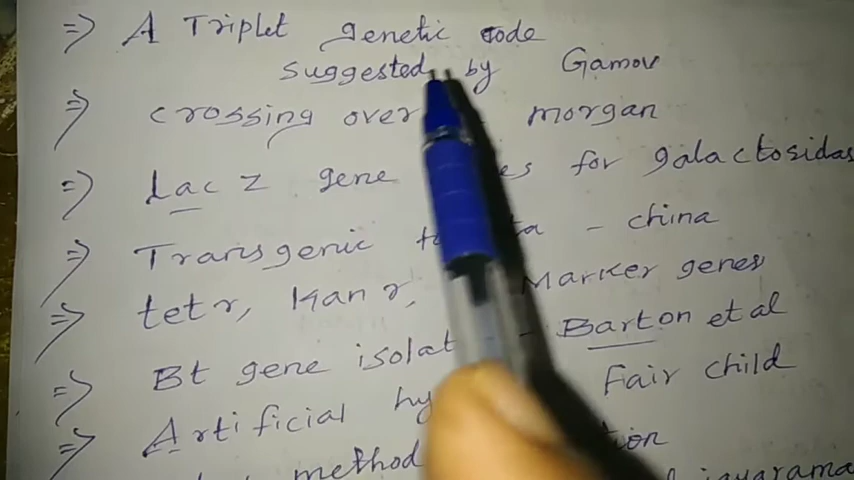 => A Triplet genetic code
suggested by Gamov
=> crossing over morgan
=> Lac z gene for galactosidas
=> Transgenic - china
=> tet r, Kan r, Marker genes
=> Bt gene isolat - Barton et al
=> Artificial hy Fair child
=> method